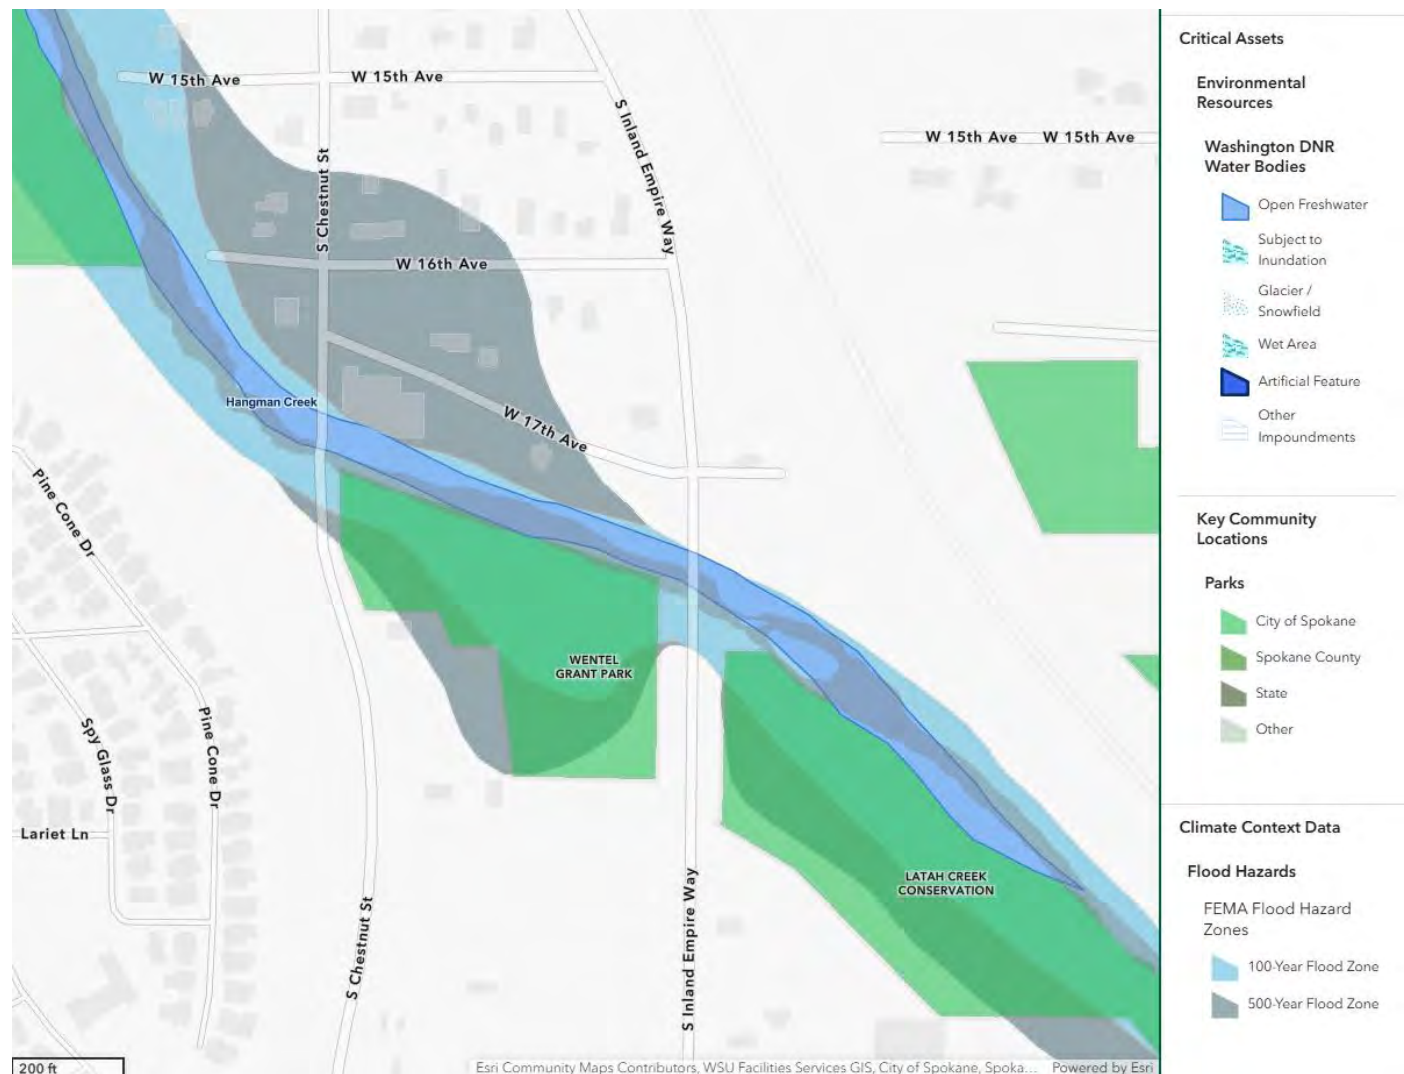 W 15th Ave
W 15th Ave
S Inland Empire Way
W 15th Ave
W 15th Ave
S Chestnut St
W 16th Ave
Hangman Creek
W 17th Ave
Pine Cone Dr
WENTEL
GRANT PARK
Pine Cone Dr
Spy Glass Dr
Lariet Ln
LATAH CREEK
CONSERVATION
S Chestnut St
S Inland Empire Way
200 ft
Esri Community Maps Contributors, WSU Facilities Services GIS, City of Spokane, Spoka...
Powered by Esri
Critical Assets
Environmental
Resources
Washington DNR
Water Bodies
Open Freshwater
Subject to
Inundation
Glacier /
Snowfield
Wet Area
Artificial Feature
Other
Impoundments
Key Community
Locations
Parks
City of Spokane
Spokane County
State
Other
Climate Context Data
Flood Hazards
FEMA Flood Hazard
Zones
100-Year Flood Zone
500-Year Flood Zone